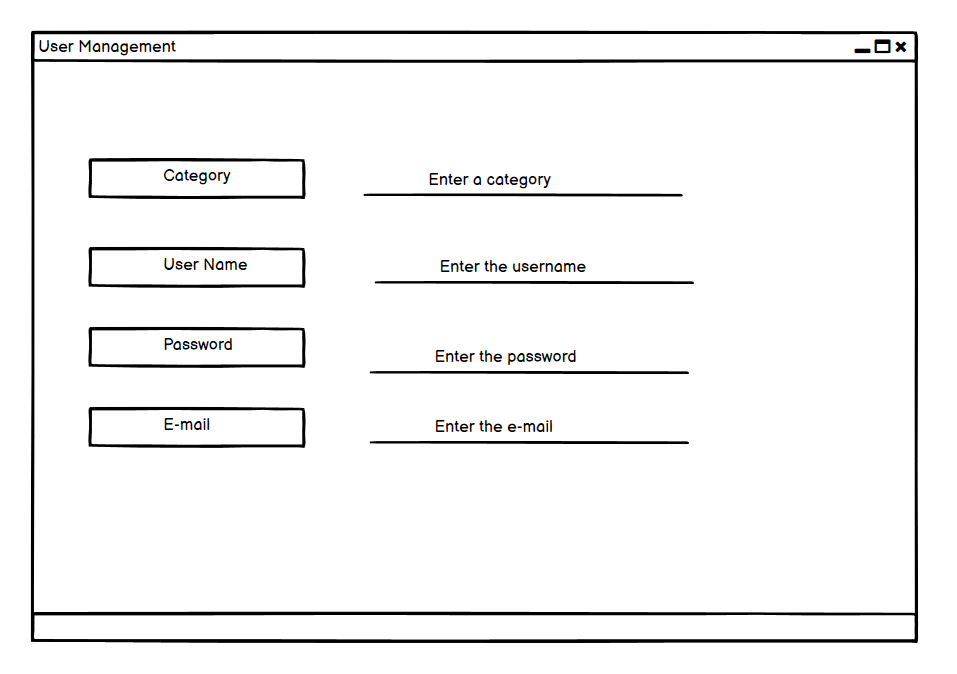 User Management
Category
Enter a category
User Name
Enter the username
Password
Enter the password
E-mail
Enter the e-mail